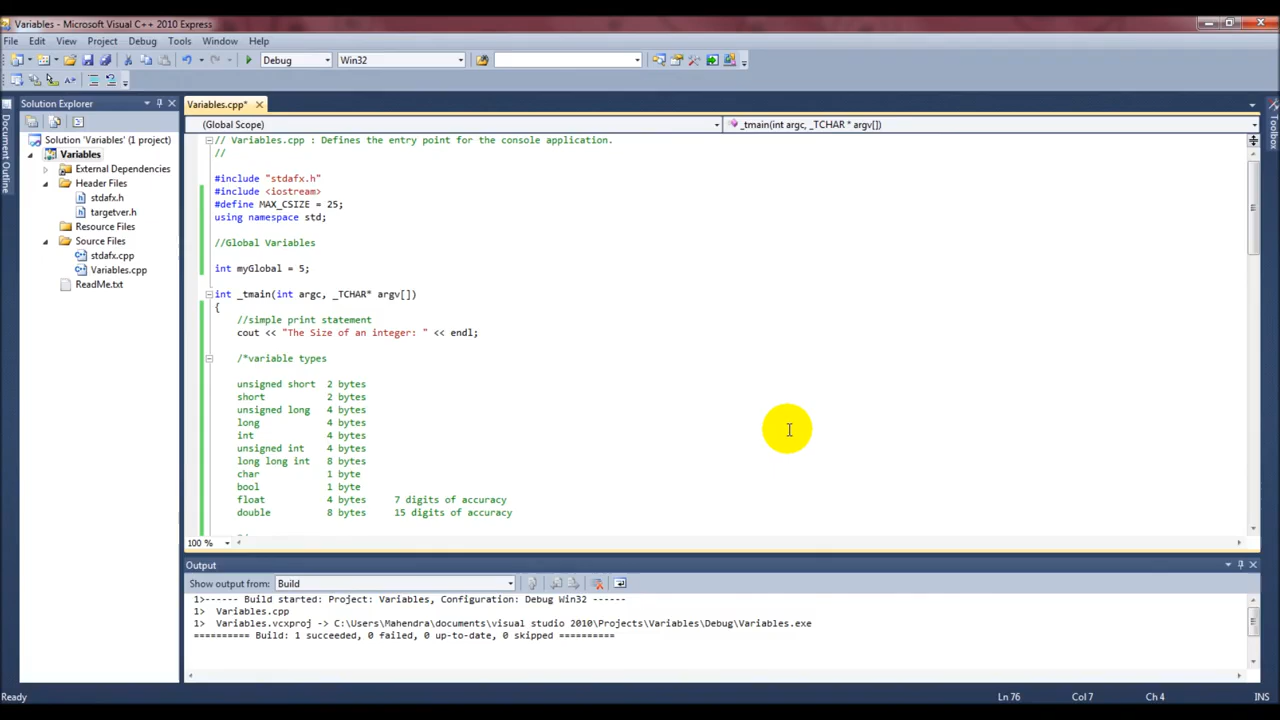 Variables - Microsoft Visual C++ 2010 Express
File Edit View Project Debug Tools Window Help
Debug Win32
Solution Explorer
Variables.cpp*
Document Outline
Toolbox
(Global Scope) _tmain(int argc, _TCHAR * argv[])
Solution 'Variables' (1 project)
Variables
External Dependencies
Header Files
stdafx.h
targetver.h
Resource Files
Source Files
stdafx.cpp
Variables.cpp
ReadMe.txt
// Variables.cpp : Defines the entry point for the console application.
//
#include "stdafx.h"
#include <iostream>
#define MAX_CSIZE = 25;
using namespace std;
//Global Variables
int myGlobal = 5;
int _tmain(int argc, _TCHAR* argv[])
{
//simple print statement
cout << "The Size of an integer: " << endl;
/*variable types
unsigned short 2 bytes
short 2 bytes
unsigned long 4 bytes
long 4 bytes
int 4 bytes
unsigned int 4 bytes
long long int 8 bytes
char 1 byte
bool 1 byte
float 4 bytes 7 digits of accuracy
double 8 bytes 15 digits of accuracy
100 %
Output
Show output from: Build
1>------ Build started: Project: Variables, Configuration: Debug Win32 ------
1> Variables.cpp
1> Variables.vcxproj -> C:\Users\Mahendra\documents\visual studio 2010\Projects\Variables\Debug\Variables.exe
========== Build: 1 succeeded, 0 failed, 0 up-to-date, 0 skipped ==========
Ready Ln 76 Col 7 Ch 4 INS